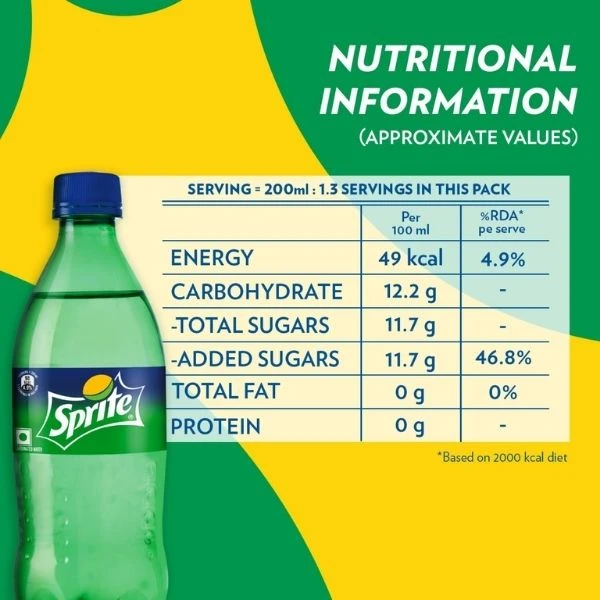 NUTRITIONAL
INFORMATION
(APPROXIMATE VALUES)
SERVING = 200ml : 1.3 SERVINGS IN THIS PACK
Per 100 ml %RDA* pe serve
ENERGY 49 kcal 4.9%
CARBOHYDRATE 12.2 g -
-TOTAL SUGARS 11.7 g -
-ADDED SUGARS 11.7 g 46.8%
TOTAL FAT 0 g 0%
PROTEIN 0 g -
*Based on 2000 kcal diet
Sprite